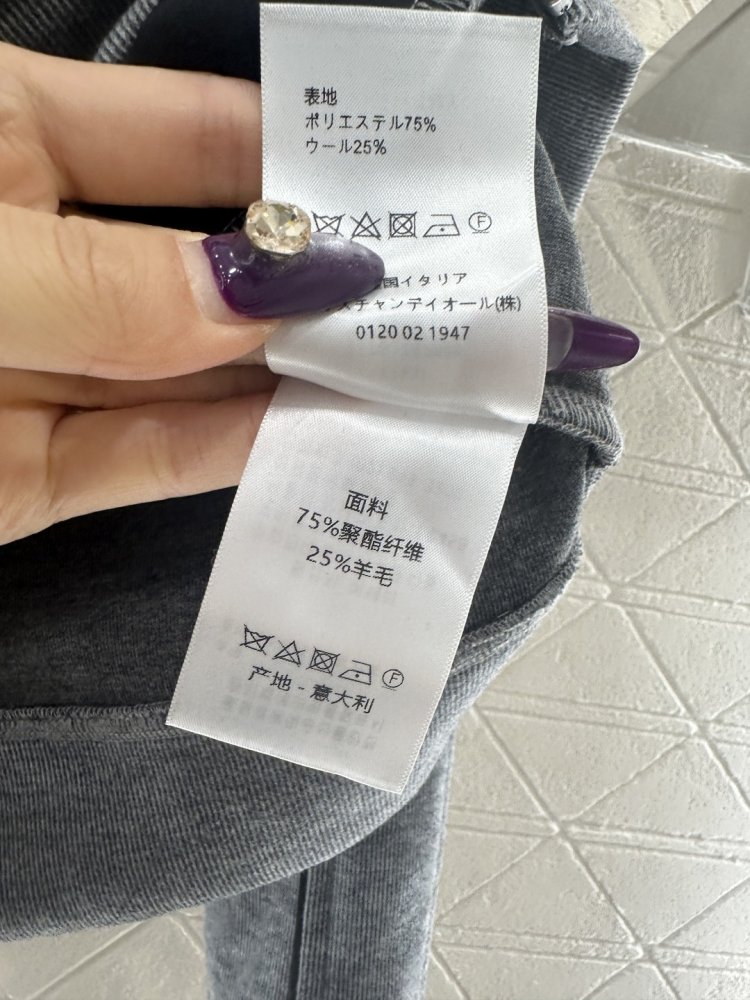 表地
ポリエステル75%
ウール25%
F
国イタリア
スチャンディオール(株)
0120 02 1947
面料
75%聚酯纤维
25%羊毛
F
产地 - 意大利